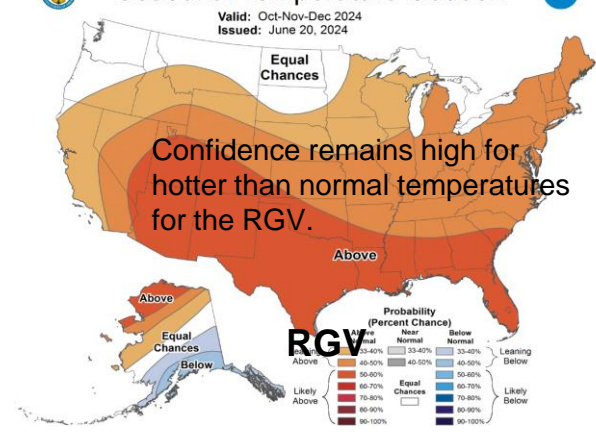 Valid: Oct-Nov-Dec 2024
Issued: June 20, 2024
Equal
Chances
Confidence remains high for
hotter than normal temperatures
for the RGV.
Above
Above
Equal
Chances
Below
RGV
Probability
(Percent Chance)
Above Near Below
Normal Normal Normal
Leaning Above 33-40% 33-40% 33-40% Leaning
40-50% 40-50% 40-50% Below
50-60% 50-60%
Likely Above 60-70% Equal Chances 60-70% Likely Below
70-80% 70-80%
80-90% 80-90%
90-100% 90-100%